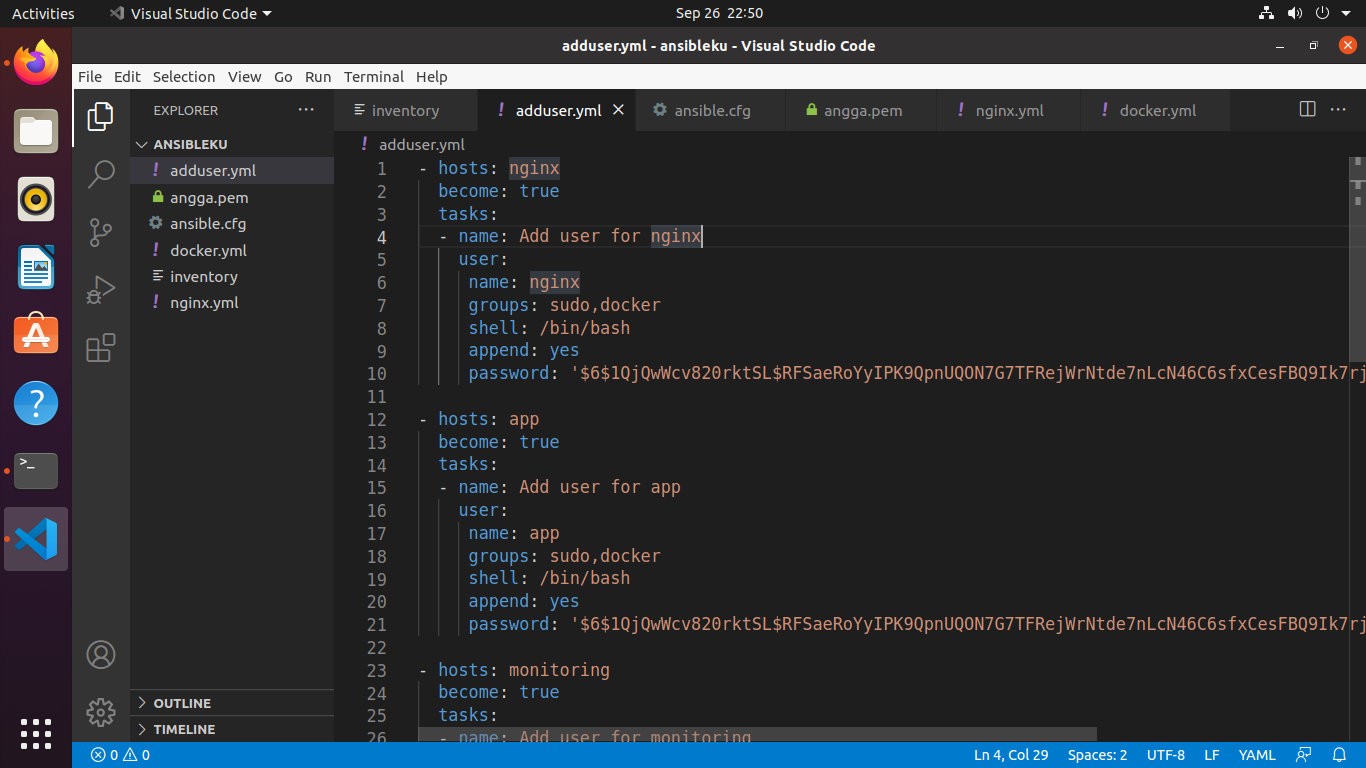 Activities Visual Studio Code Sep 26 22:50
adduser.yml - ansibleku - Visual Studio Code
File Edit Selection View Go Run Terminal Help
EXPLORER ···
ANSIBLEKU
adduser.yml
angga.pem
ansible.cfg
docker.yml
inventory
nginx.yml
OUTLINE
TIMELINE
inventory adduser.yml ansible.cfg angga.pem nginx.yml docker.yml ···
adduser.yml
1 - hosts: nginx
2 become: true
3 tasks:
4 - name: Add user for nginx
5 user:
6 name: nginx
7 groups: sudo,docker
8 shell: /bin/bash
9 append: yes
10 password: '$6$1QjQwWcv820rktSL$RFSaeRoYyIPK9QpnUQON7G7TFRejWrNtde7nLcN46C6sfxCesFBQ9Ik7rj
11
12 - hosts: app
13 become: true
14 tasks:
15 - name: Add user for app
16 user:
17 name: app
18 groups: sudo,docker
19 shell: /bin/bash
20 append: yes
21 password: '$6$1QjQwWcv820rktSL$RFSaeRoYyIPK9QpnUQON7G7TFRejWrNtde7nLcN46C6sfxCesFBQ9Ik7rj
22
23 - hosts: monitoring
24 become: true
25 tasks:
26 - name: Add user for monitoring
0 0 Ln 4, Col 29 Spaces: 2 UTF-8 LF YAML